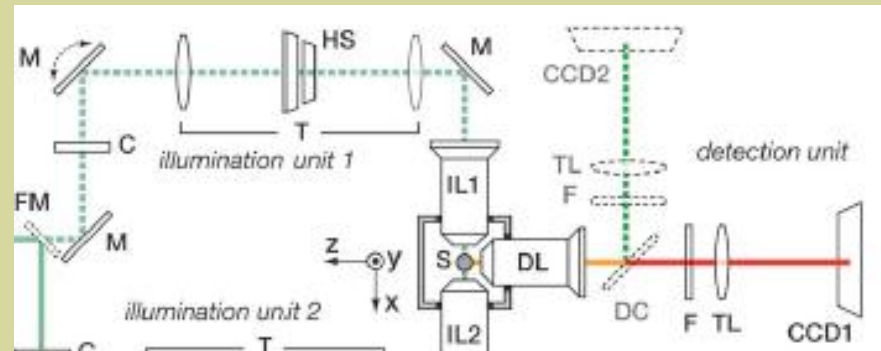 M
HS
M
CCD2
C
T
illumination unit 1
detection unit
TL
IL1
F
FM
M
z
y
S
DL
x
DC
illumination unit 2
F
TL
CCD1
T
IL2
C